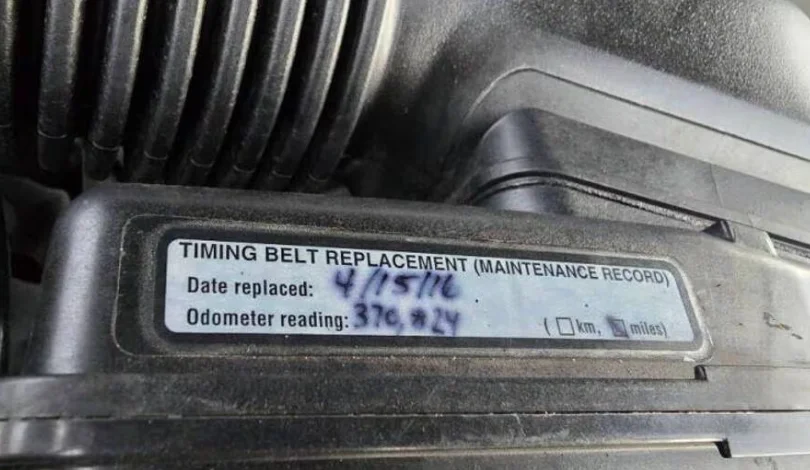 TIMING BELT REPLACEMENT (MAINTENANCE RECORD)
Date replaced: 4/15/16
Odometer reading: ( □ km, miles)